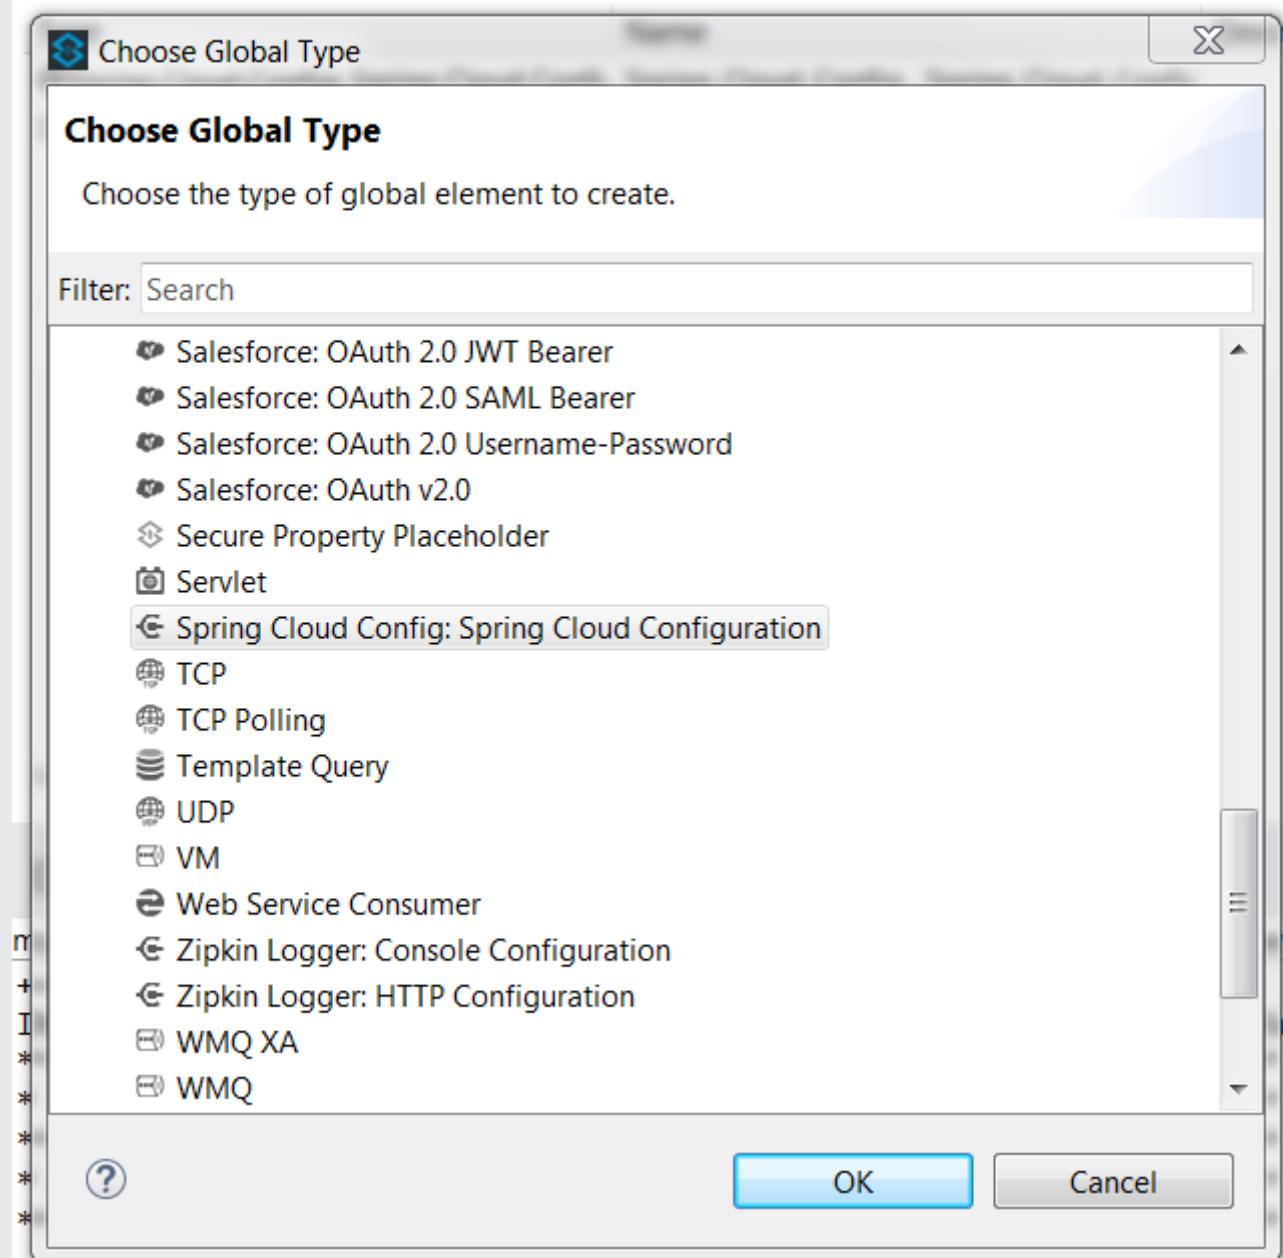 Name
Choose Global Type
Choose Global Type
Choose the type of global element to create.
Filter: Search
Salesforce: OAuth 2.0 JWT Bearer
Salesforce: OAuth 2.0 SAML Bearer
Salesforce: OAuth 2.0 Username-Password
Salesforce: OAuth v2.0
Secure Property Placeholder
Servlet
Spring Cloud Config: Spring Cloud Configuration
TCP
TCP Polling
Template Query
UDP
VM
Web Service Consumer
Zipkin Logger: Console Configuration
Zipkin Logger: HTTP Configuration
WMQ XA
WMQ
OK Cancel